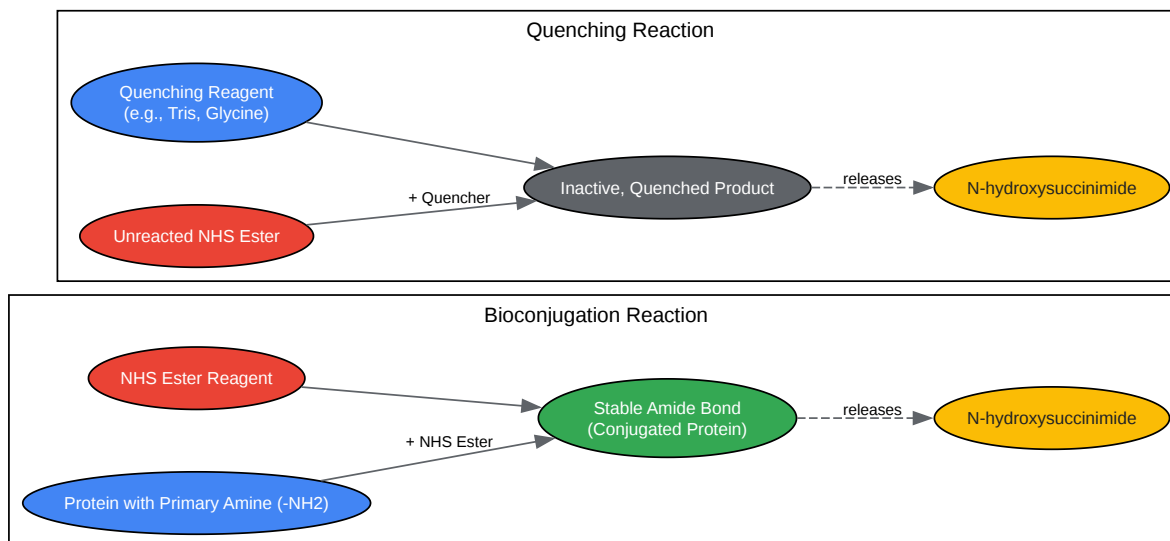 Quenching Reaction
Quenching Reagent
(e.g., Tris, Glycine)
+ Quencher
Unreacted NHS Ester
Inactive, Quenched Product
releases
N-hydroxysuccinimide
Bioconjugation Reaction
NHS Ester Reagent
+ NHS Ester
Protein with Primary Amine (-NH2)
Stable Amide Bond
(Conjugated Protein)
releases
N-hydroxysuccinimide